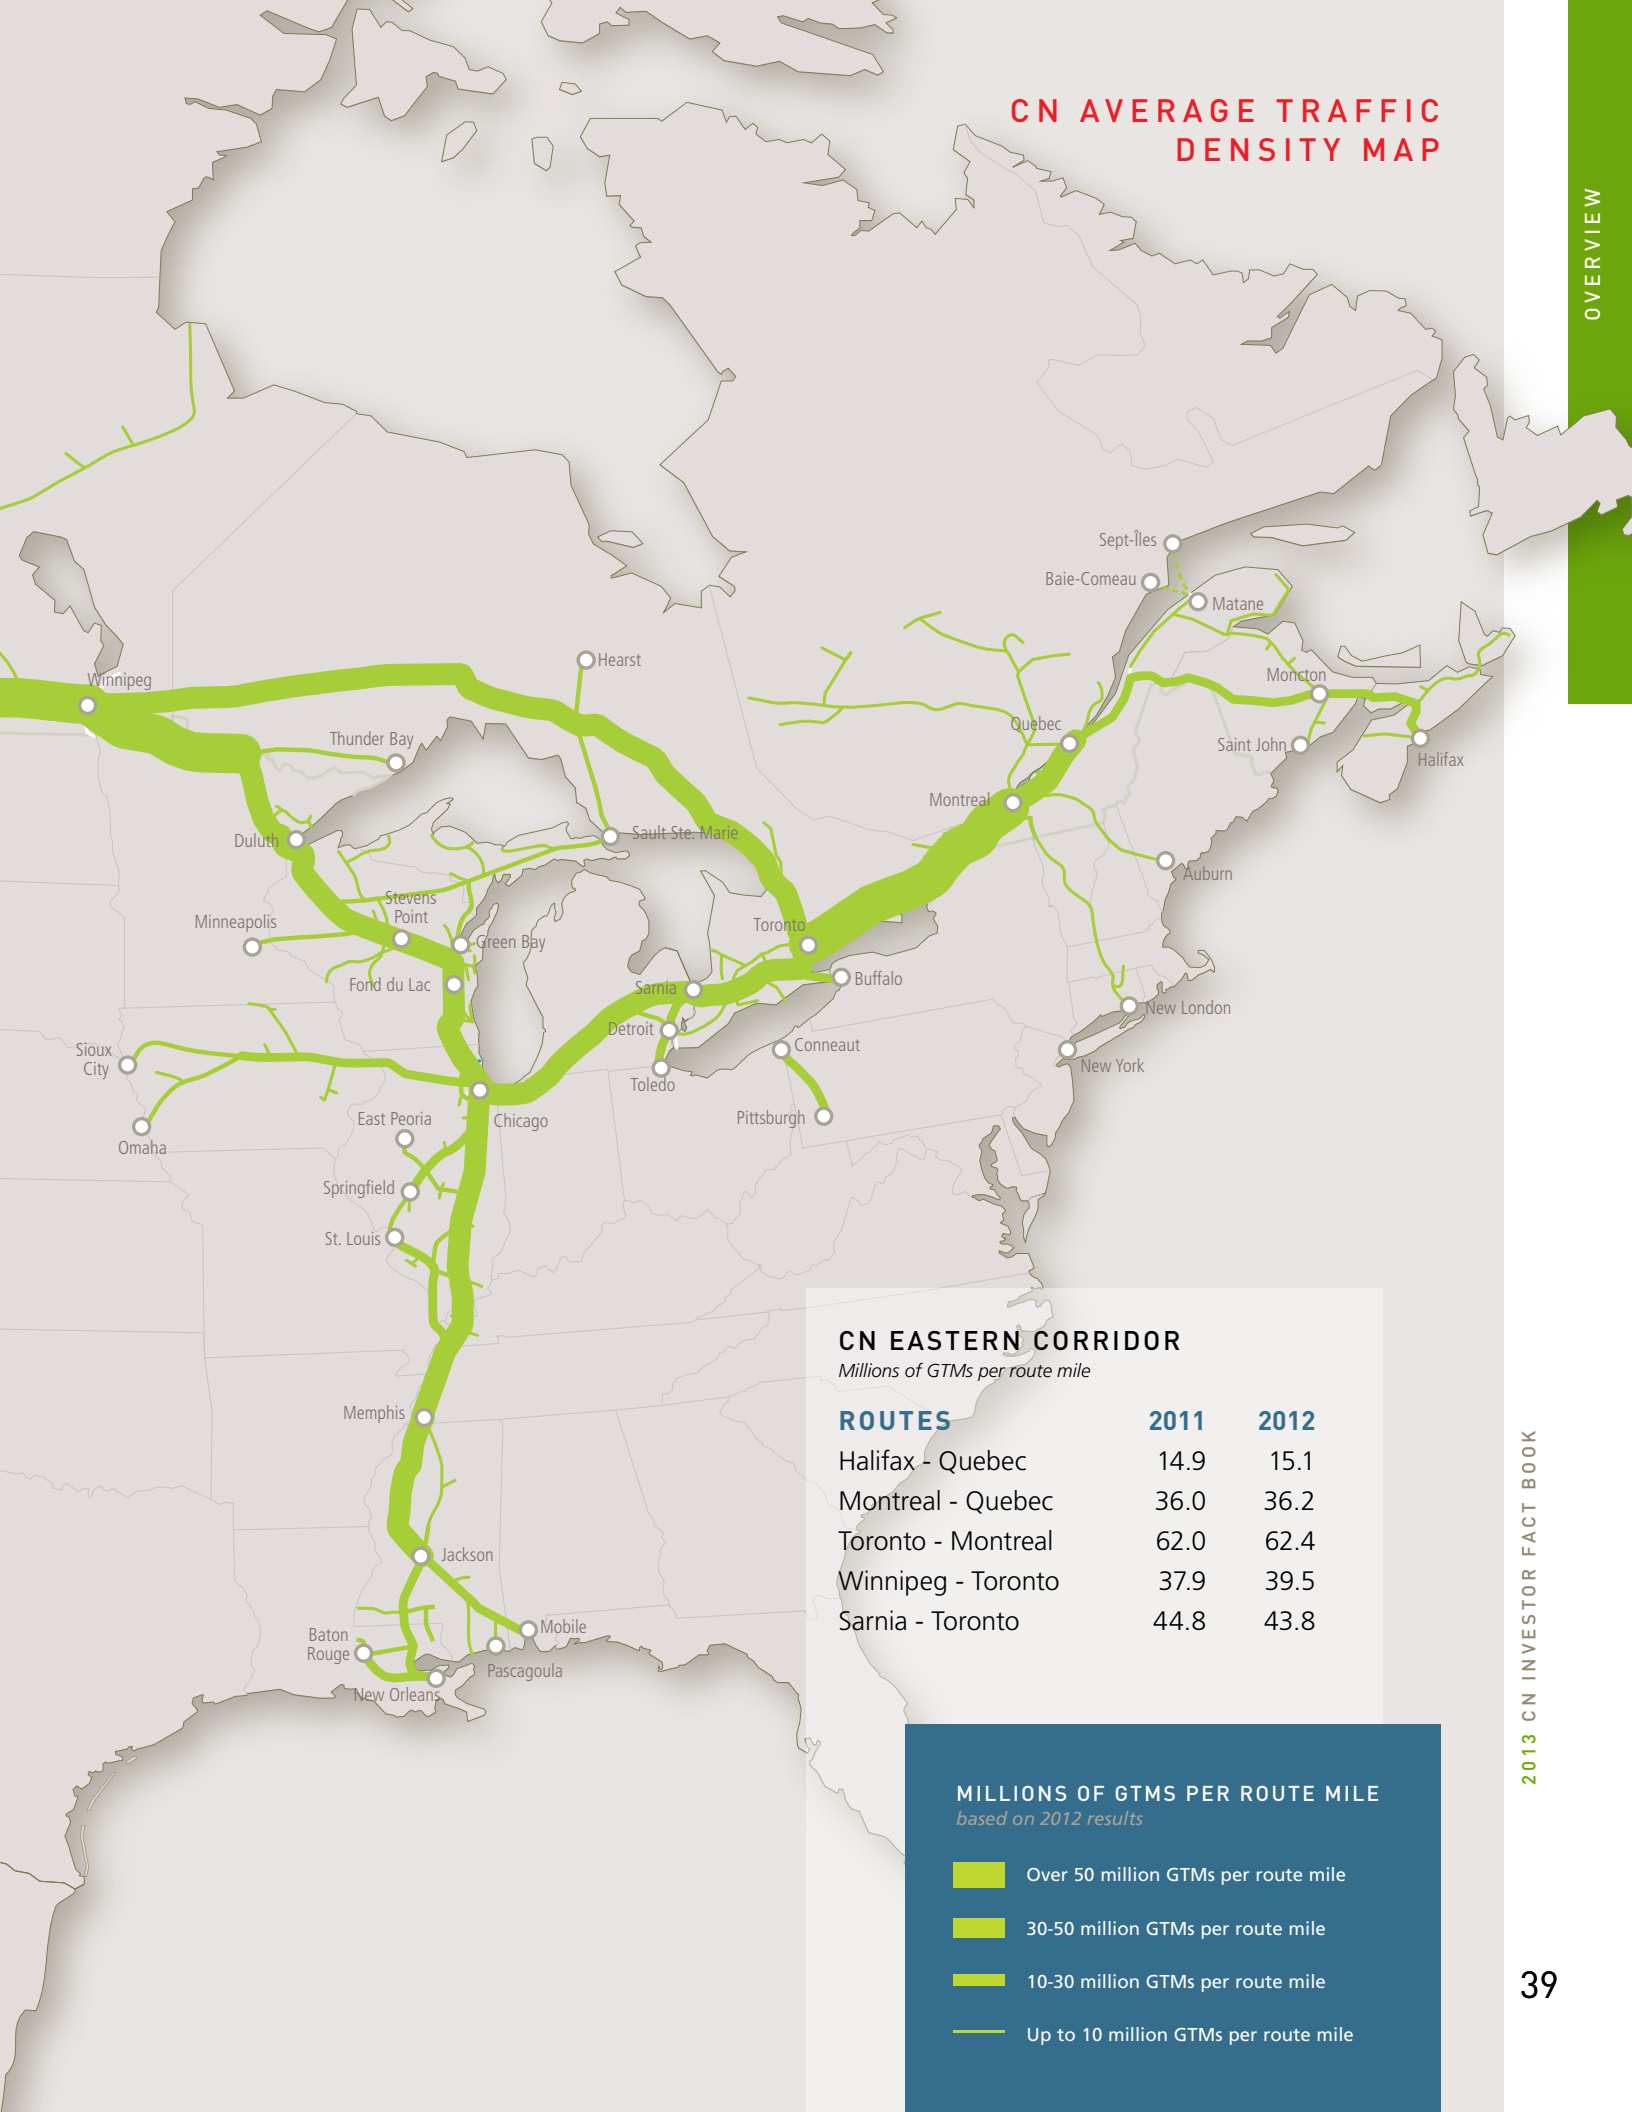 CN AVERAGE TRAFFIC
DENSITY MAP
OVERVIEW
Sept-Îles
Baie-Comeau
Matane
Hearst
Winnipeg
Moncton
Quebec
Thunder Bay
Saint John
Halifax
Montreal
Duluth
Sault Ste. Marie
Auburn
Stevens
Point
Minneapolis
Toronto
Green Bay
Fond du Lac
Sarnia
Buffalo
New London
Detroit
Sioux
City
Conneaut
New York
Toledo
East Peoria
Chicago
Pittsburgh
Omaha
Springfield
St. Louis
Memphis
Jackson
Mobile
Baton
Rouge
Pascagoula
New Orleans
CN EASTERN CORRIDOR
Millions of GTMs per route mile
ROUTES 2011 2012
Halifax - Quebec 14.9 15.1
Montreal - Quebec 36.0 36.2
Toronto - Montreal 62.0 62.4
Winnipeg - Toronto 37.9 39.5
Sarnia - Toronto 44.8 43.8
MILLIONS OF GTMS PER ROUTE MILE
based on 2012 results
Over 50 million GTMs per route mile
30-50 million GTMs per route mile
10-30 million GTMs per route mile
Up to 10 million GTMs per route mile
2013 CN INVESTOR FACT BOOK
39